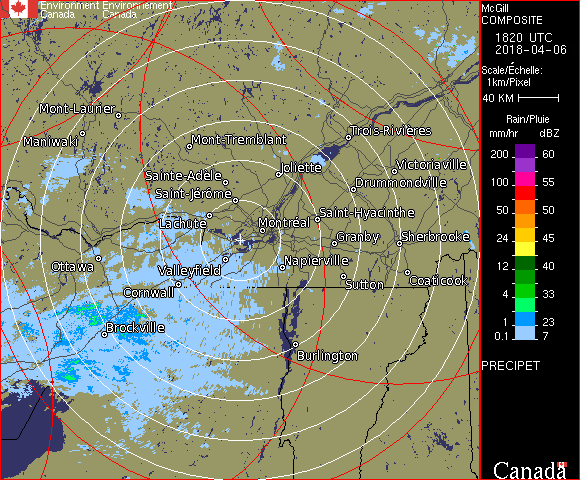 Environment Environnement
Canada Canada
McGill
COMPOSITE
1820 UTC
2018-04-06
Scale/Échelle:
1km/Pixel
40 KM
Rain/Pluie
mm/hr dBZ
200 60
100 55
50 50
24 45
12 40
4 33
1 23
0.1 7
PRECIPET
Canada
Mont-Laurier
Maniwaki
Mont-Tremblant
Trois-Rivières
Joliette
Victoriaville
Sainte-Adèle
Drummondville
Saint-Jérôme
Saint-Hyacinthe
Lachute
Montréal
Granby
Sherbrooke
Ottawa
Valleyfield
Napierville
Cornwall
Sutton
Coaticook
Brockville
Burlington